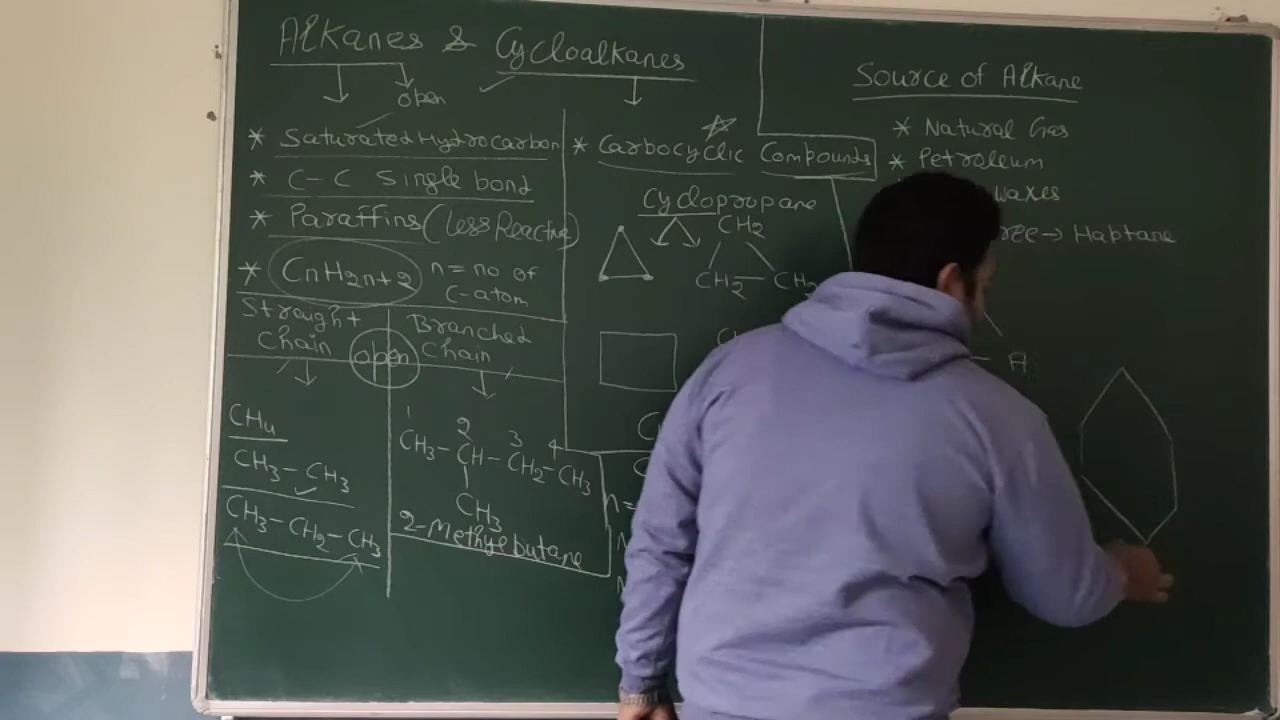 Alkanes & Cycloalkanes
open
* Saturated Hydrocarbon
* C-C Single bond
* Paraffins (Less Reactive)
* CnH2n+2 n = no of
C-atom
Straight
Chain
open
Branched
Chain
CH4
CH3-CH3
CH3-CH2-CH3
1 2 3 4
CH3-CH-CH2-CH3
CH3
2-Methyebutane
* Carbocyclic Compounds
Cyclopropane
CH2
CH2-CH2
n=
Source of Alkane
* Natural Gas
* Petroleum
waxes
→ Haptane